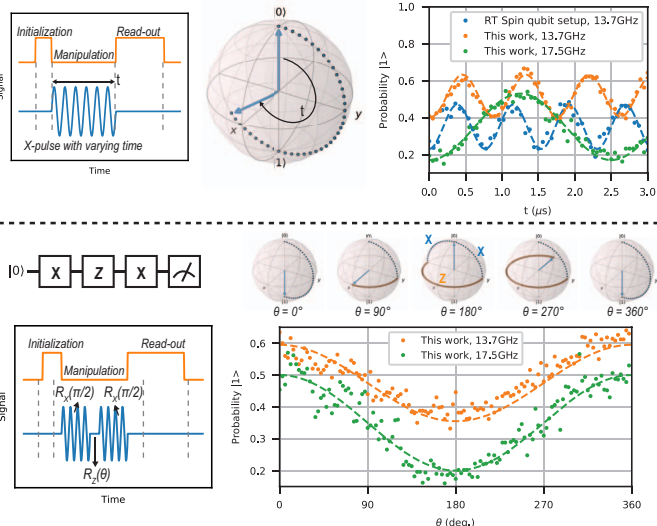 Initialization
Read-out
Manipulation
t
X-pulse with varying time
Time
Signal
|0⟩
x
y
t
1⟩
Probability |1>
1.0
0.8
0.6
0.4
0.2
RT Spin qubit setup, 13.7GHz
This work, 13.7GHz
This work, 17.5GHz
0.0 0.5 1.0 1.5 2.0 2.5 3.0
t (μs)
|0⟩ X Z X
X X Z
θ = 0° θ = 90° θ = 180° θ = 270° θ = 360°
Initialization
Read-out
Manipulation
Rx(π/2) Rx(π/2)
Rz(θ)
Time
Signal
Probability |1>
0,6
0.5
0.4
0.3
0.2
This work, 13.7GHz
This work, 17.5GHz
0 90 180 270 360
θ (deg.)